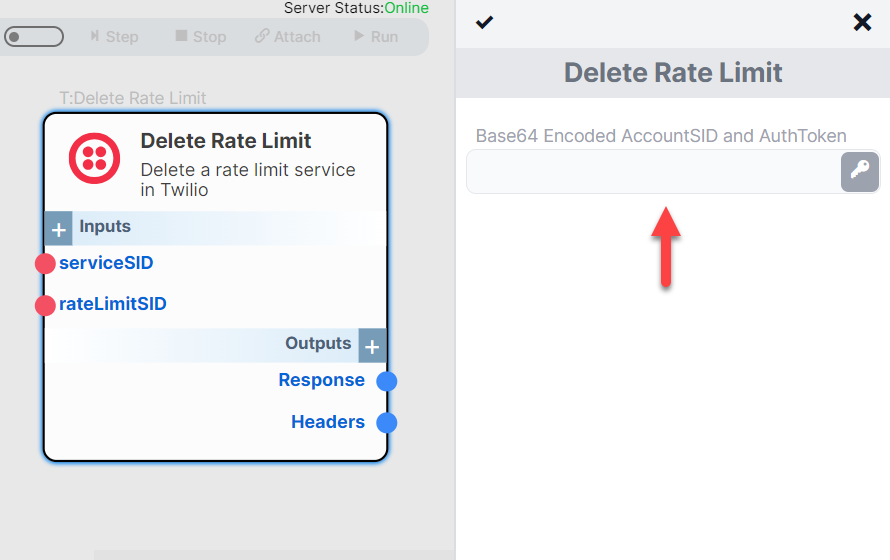 Server Status:Online
Step
Stop
Attach
Run
T:Delete Rate Limit
Delete Rate Limit
Delete a rate limit service
in Twilio
+ Inputs
serviceSID
rateLimitSID
Outputs +
Response
Headers
Delete Rate Limit
Base64 Encoded AccountSID and AuthToken